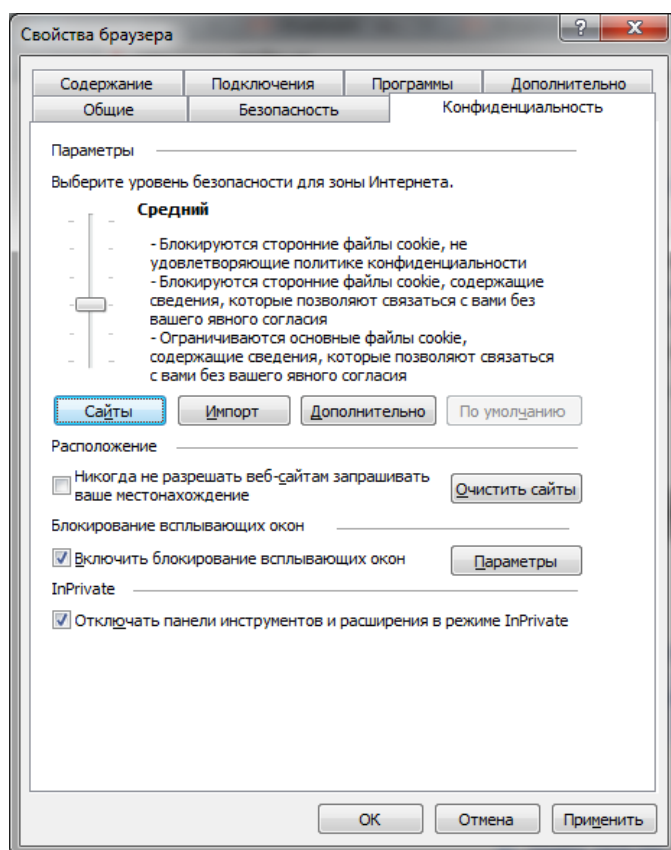 Свойства браузера
?
X
Содержание
Подключения
Программы
Дополнительно
Общие
Безопасность
Конфиденциальность
Параметры
Выберите уровень безопасности для зоны Интернета.
Средний
- Блокируются сторонние файлы cookie, не
удовлетворяющие политике конфиденциальности
- Блокируются сторонние файлы cookie, содержащие
сведения, которые позволяют связаться с вами без
вашего явного согласия
- Ограничиваются основные файлы cookie,
содержащие сведения, которые позволяют связаться
с вами без вашего явного согласия
Сайты
Импорт
Дополнительно
По умолчанию
Расположение
Никогда не разрешать веб-сайтам запрашивать
ваше местонахождение
Очистить сайты
Блокирование всплывающих окон
Включить блокирование всплывающих окон
Параметры
InPrivate
Отключать панели инструментов и расширения в режиме InPrivate
ОК
Отмена
Применить